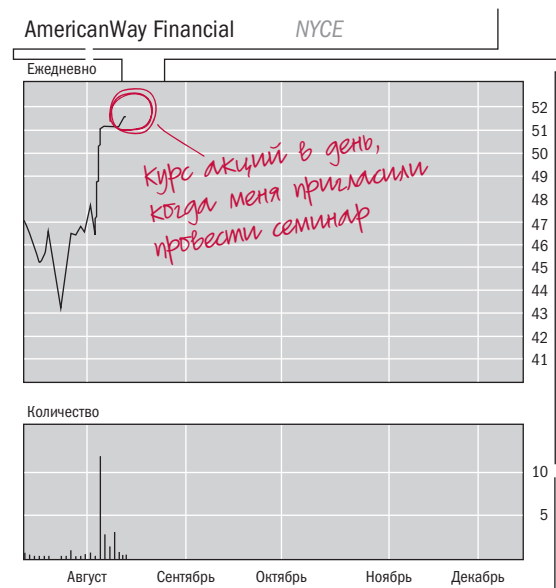 AmericanWay Financial NYCE
Ежедневно
52
51
50
49
48
47
46
45
44
43
42
41
Курс акций в день,
когда меня пригласили
провести семинар
Количество
10
5
Август Сентябрь Октябрь Ноябрь Декабрь